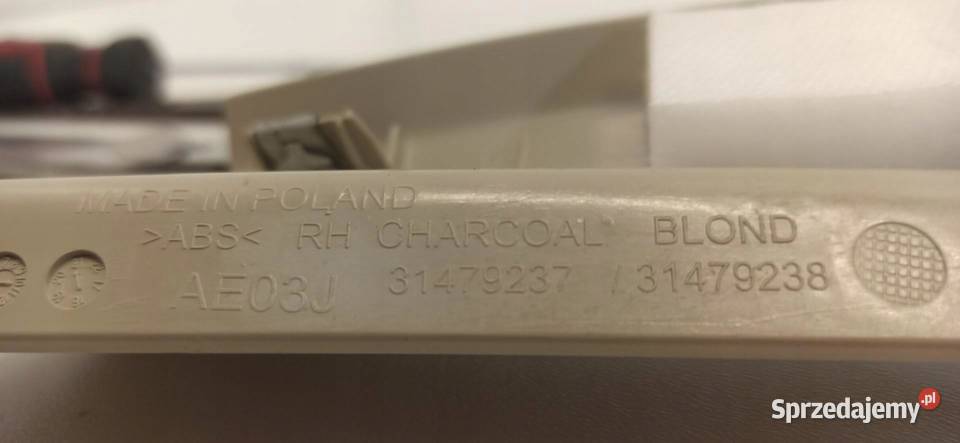 MADE IN POLAND
>ABS< RH CHARCOAL BLOND
AE03J 31479237 / 31479238
Sprzedajemy.pl